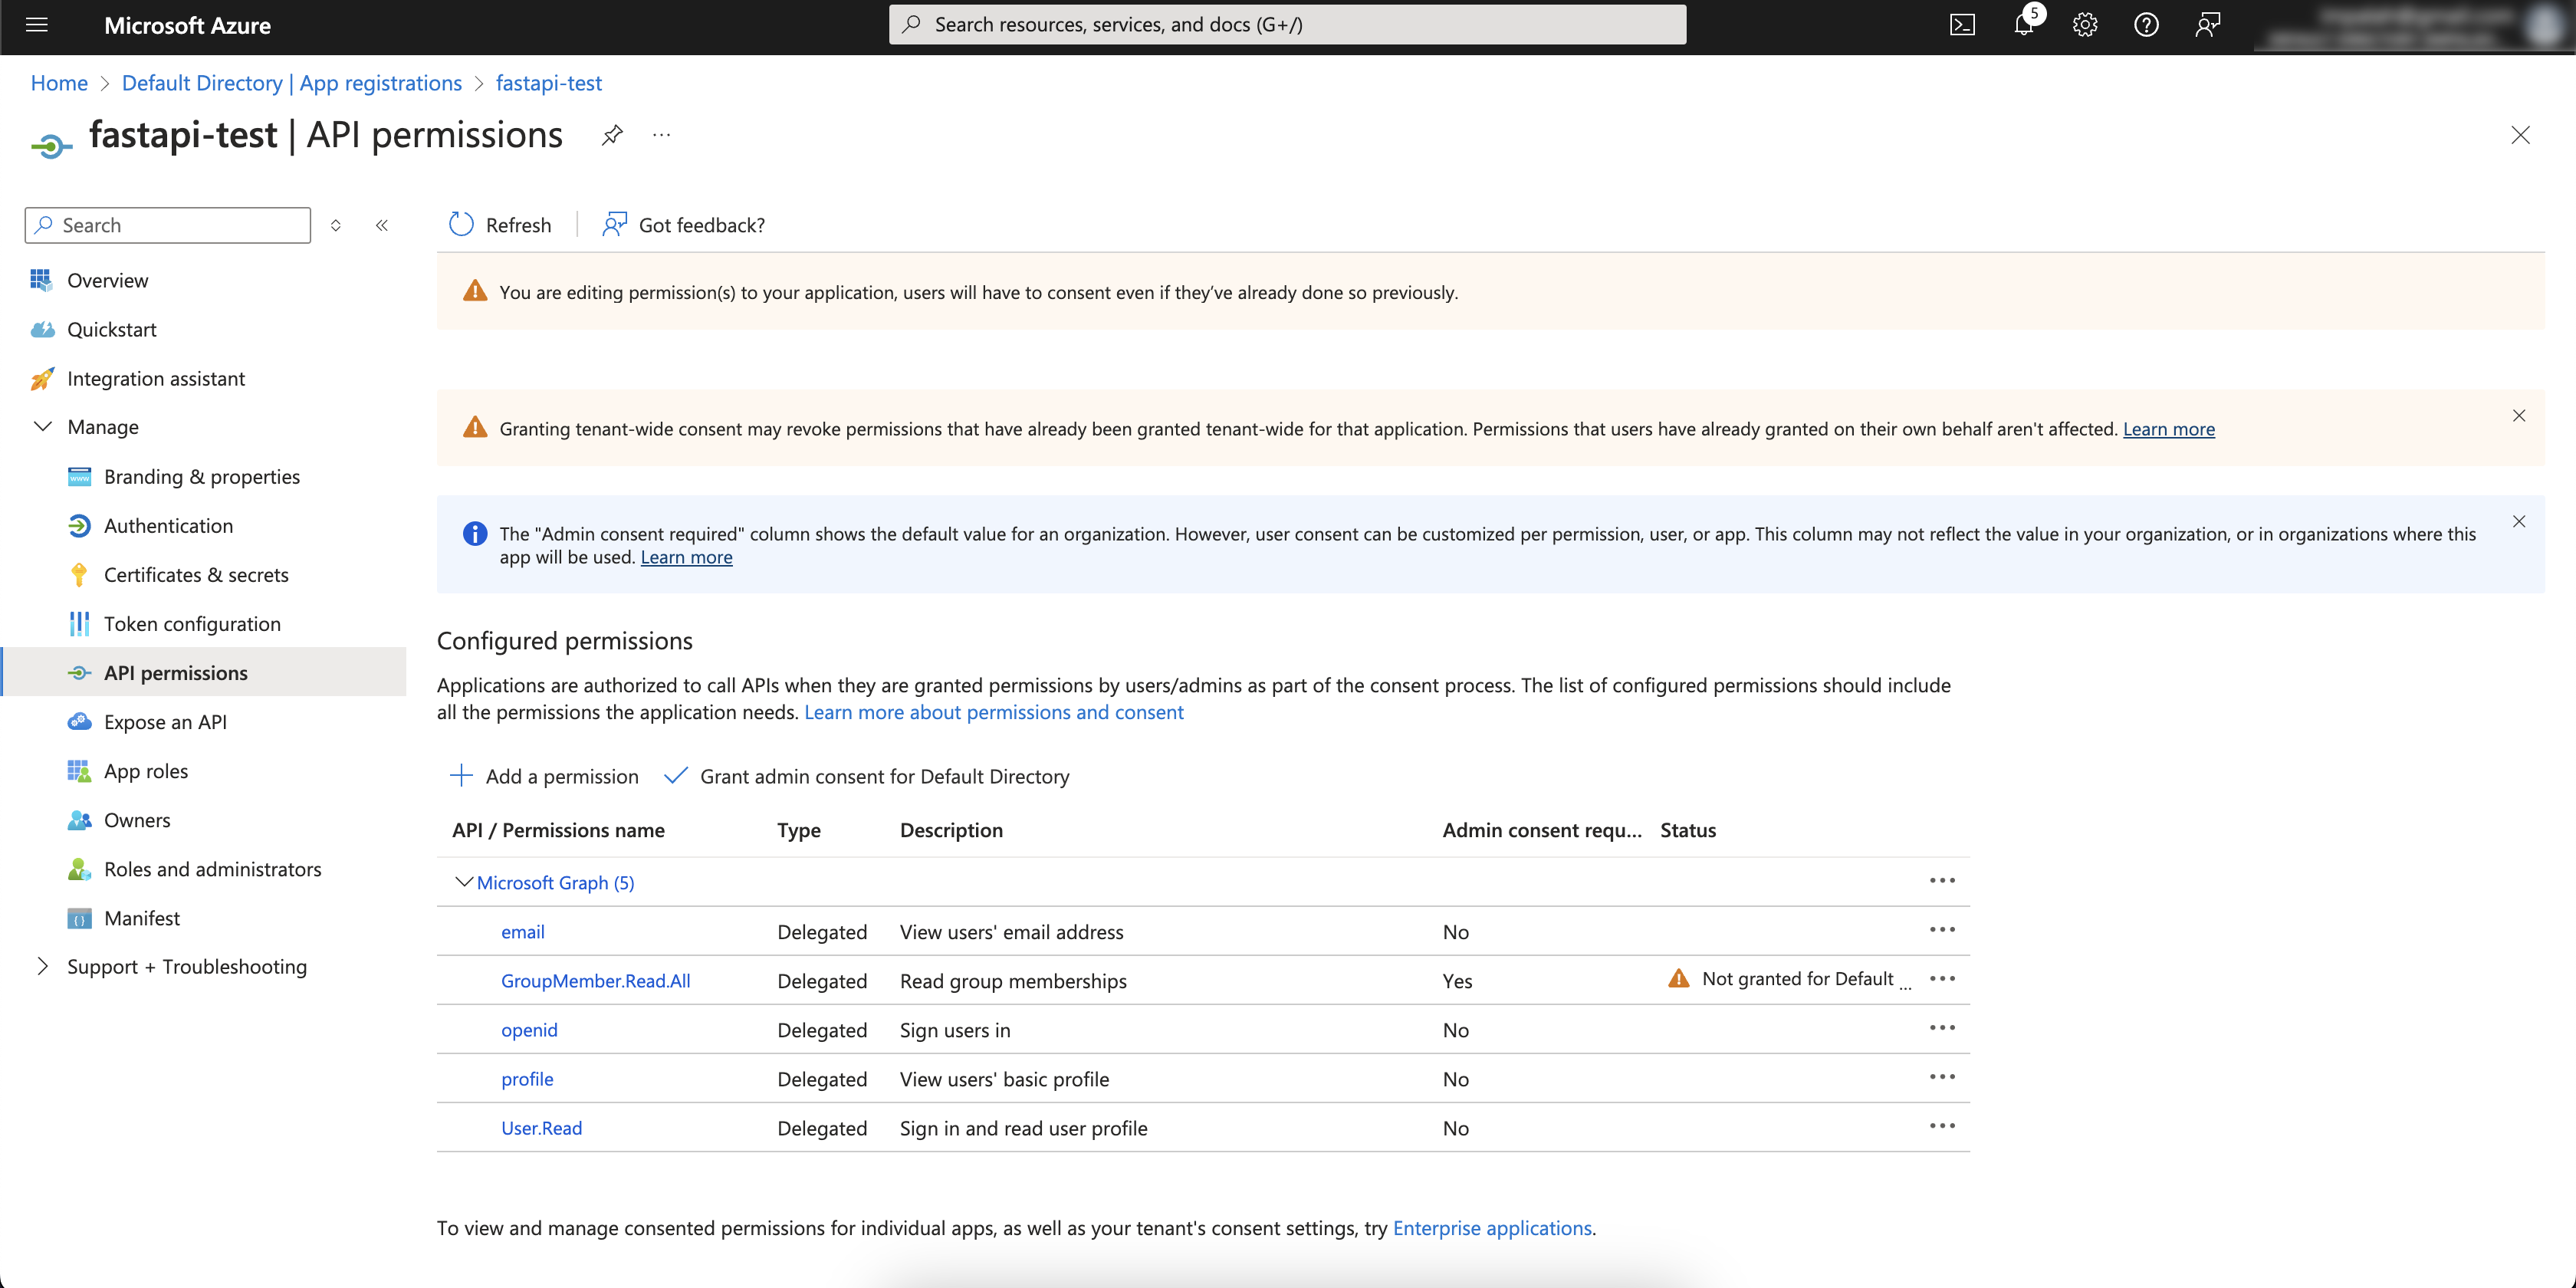 Microsoft Azure
Search resources, services, and docs (G+/)
5
Home > Default Directory | App registrations > fastapi-test
fastapi-test | API permissions
Search
Overview
Quickstart
Integration assistant
Manage
Branding & properties
Authentication
Certificates & secrets
Token configuration
API permissions
Expose an API
App roles
Owners
Roles and administrators
Manifest
Support + Troubleshooting
Refresh
Got feedback?
You are editing permission(s) to your application, users will have to consent even if they’ve already done so previously.
Granting tenant-wide consent may revoke permissions that have already been granted tenant-wide for that application. Permissions that users have already granted on their own behalf aren't affected. Learn more
The "Admin consent required" column shows the default value for an organization. However, user consent can be customized per permission, user, or app. This column may not reflect the value in your organization, or in organizations where this
app will be used. Learn more
Configured permissions
Applications are authorized to call APIs when they are granted permissions by users/admins as part of the consent process. The list of configured permissions should include
all the permissions the application needs. Learn more about permissions and consent
Add a permission
Grant admin consent for Default Directory
API / Permissions name Type Description Admin consent requ... Status
Microsoft Graph (5)
email Delegated View users' email address No
GroupMember.Read.All Delegated Read group memberships Yes Not granted for Default ...
openid Delegated Sign users in No
profile Delegated View users' basic profile No
User.Read Delegated Sign in and read user profile No
To view and manage consented permissions for individual apps, as well as your tenant's consent settings, try Enterprise applications.